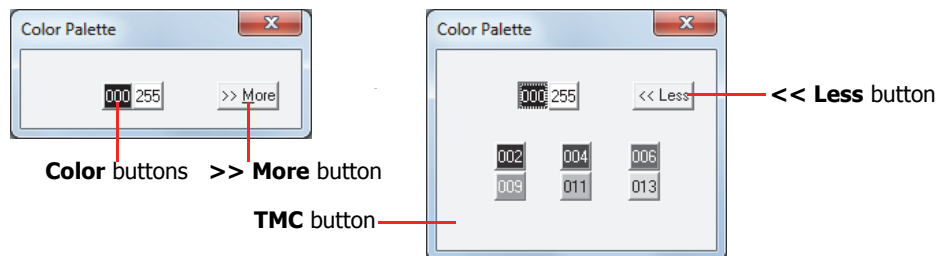 Color Palette
x
000 255
>> More
Color buttons
>> More button
Color Palette
x
000 255
<< Less
<< Less button
002 004 006
009 011 013
TMC button